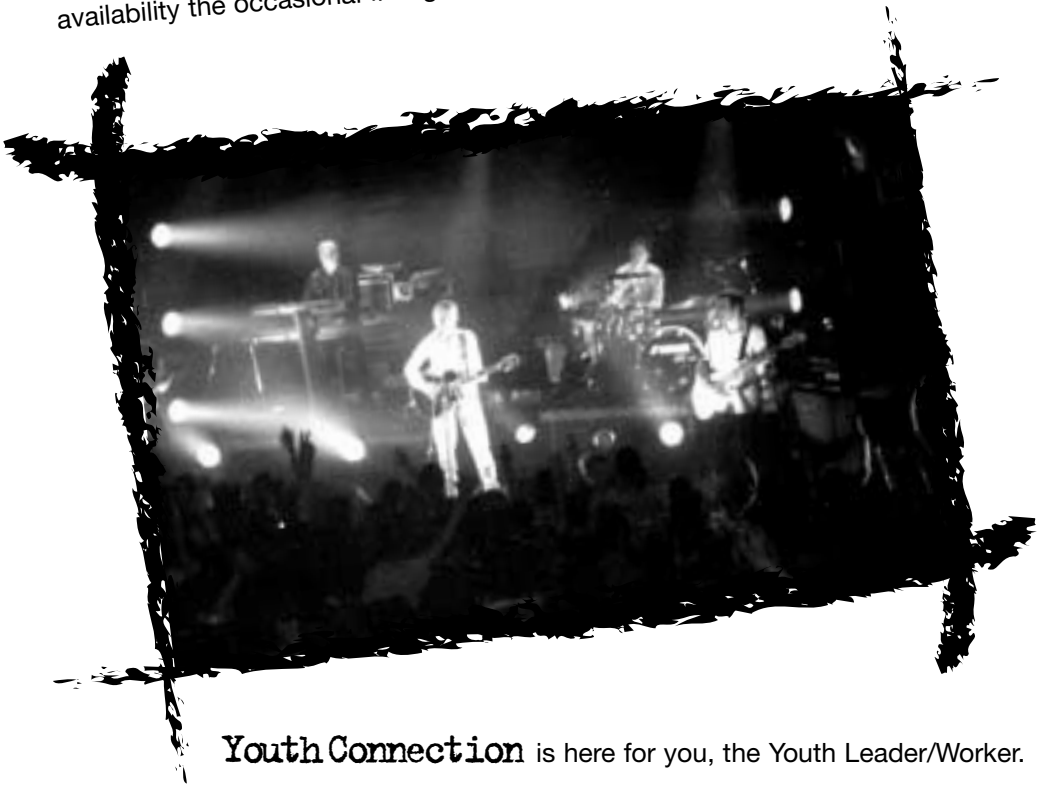 availability the occasional
Youth Connection is here for you, the Youth Leader/Worker.